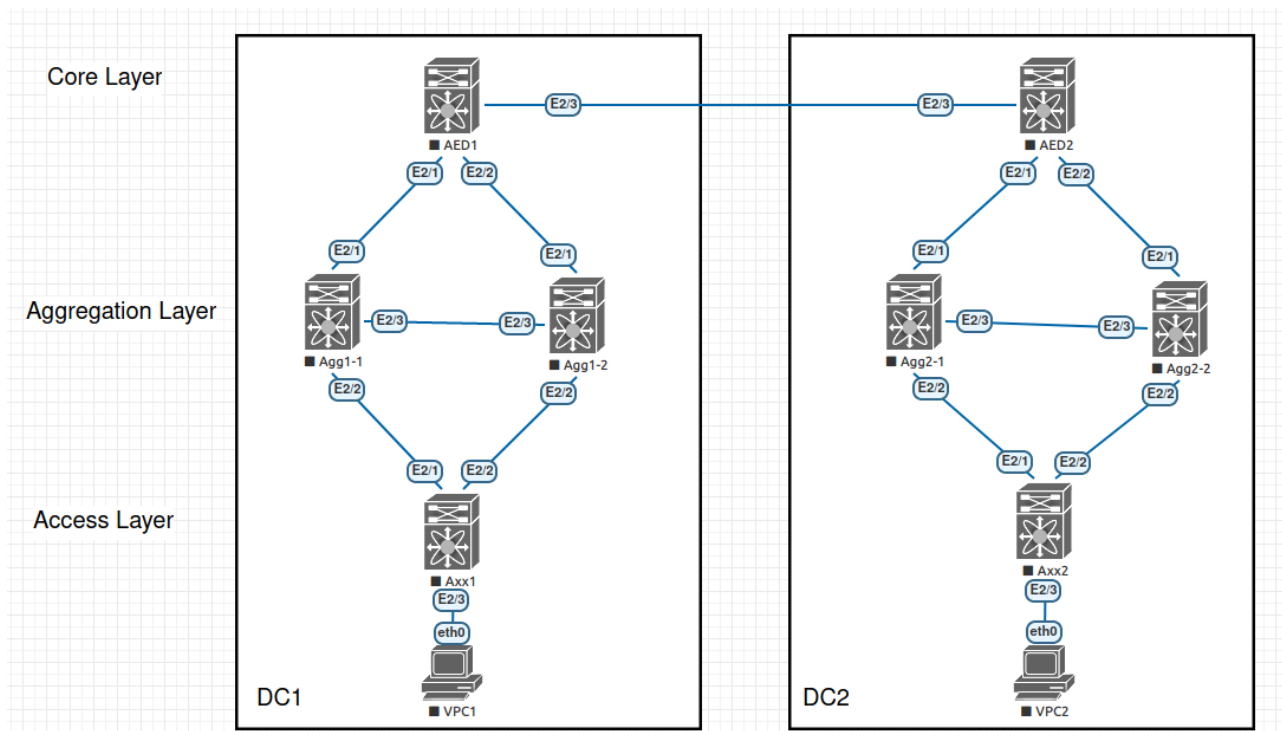 Core Layer
AED1
E2/3
E2/3
AED2
E2/1
E2/2
E2/1
E2/2
E2/1
E2/1
E2/1
E2/1
Aggregation Layer
E2/3
E2/3
E2/3
E2/3
Agg1-1
Agg1-2
Agg2-1
Agg2-2
E2/2
E2/2
E2/2
E2/2
E2/1
E2/2
E2/1
E2/2
Access Layer
Axx1
Axx2
E2/3
E2/3
eth0
eth0
DC1
VPC1
DC2
VPC2